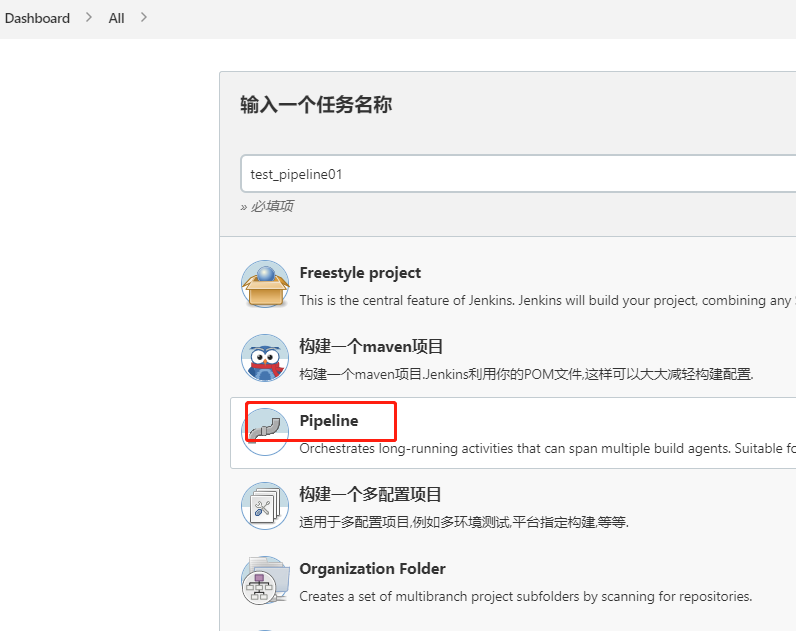 Dashboard > All >
输入一个任务名称
test_pipeline01
» 必填项
Freestyle project
This is the central feature of Jenkins. Jenkins will build your project, combining any
构建一个maven项目
构建一个maven项目.Jenkins利用你的POM文件,这样可以大大减轻构建配置.
Pipeline
Orchestrates long-running activities that can span multiple build agents. Suitable fo
构建一个多配置项目
适用于多配置项目,例如多环境测试,平台指定构建,等等.
Organization Folder
Creates a set of multibranch project subfolders by scanning for repositories.